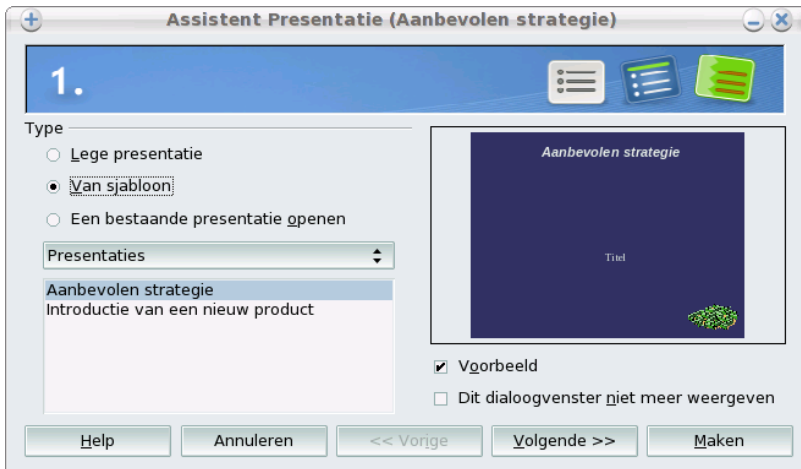 Assistent Presentatie (Aanbevolen strategie)
1.
Type
Lege presentatie
Van sjabloon
Een bestaande presentatie openen
Presentaties
Aanbevolen strategie
Introductie van een nieuw product
Aanbevolen strategie
Titel
Voorbeeld
Dit dialoogvenster niet meer weergeven
Help
Annuleren
<< Vorige
Volgende >>
Maken